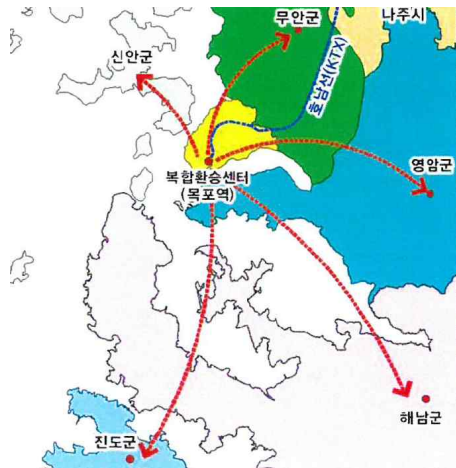 무안군
나주시
신안군
호남선(KTX)
영암군
복합환승센터
(목포역)
해남군
진도군